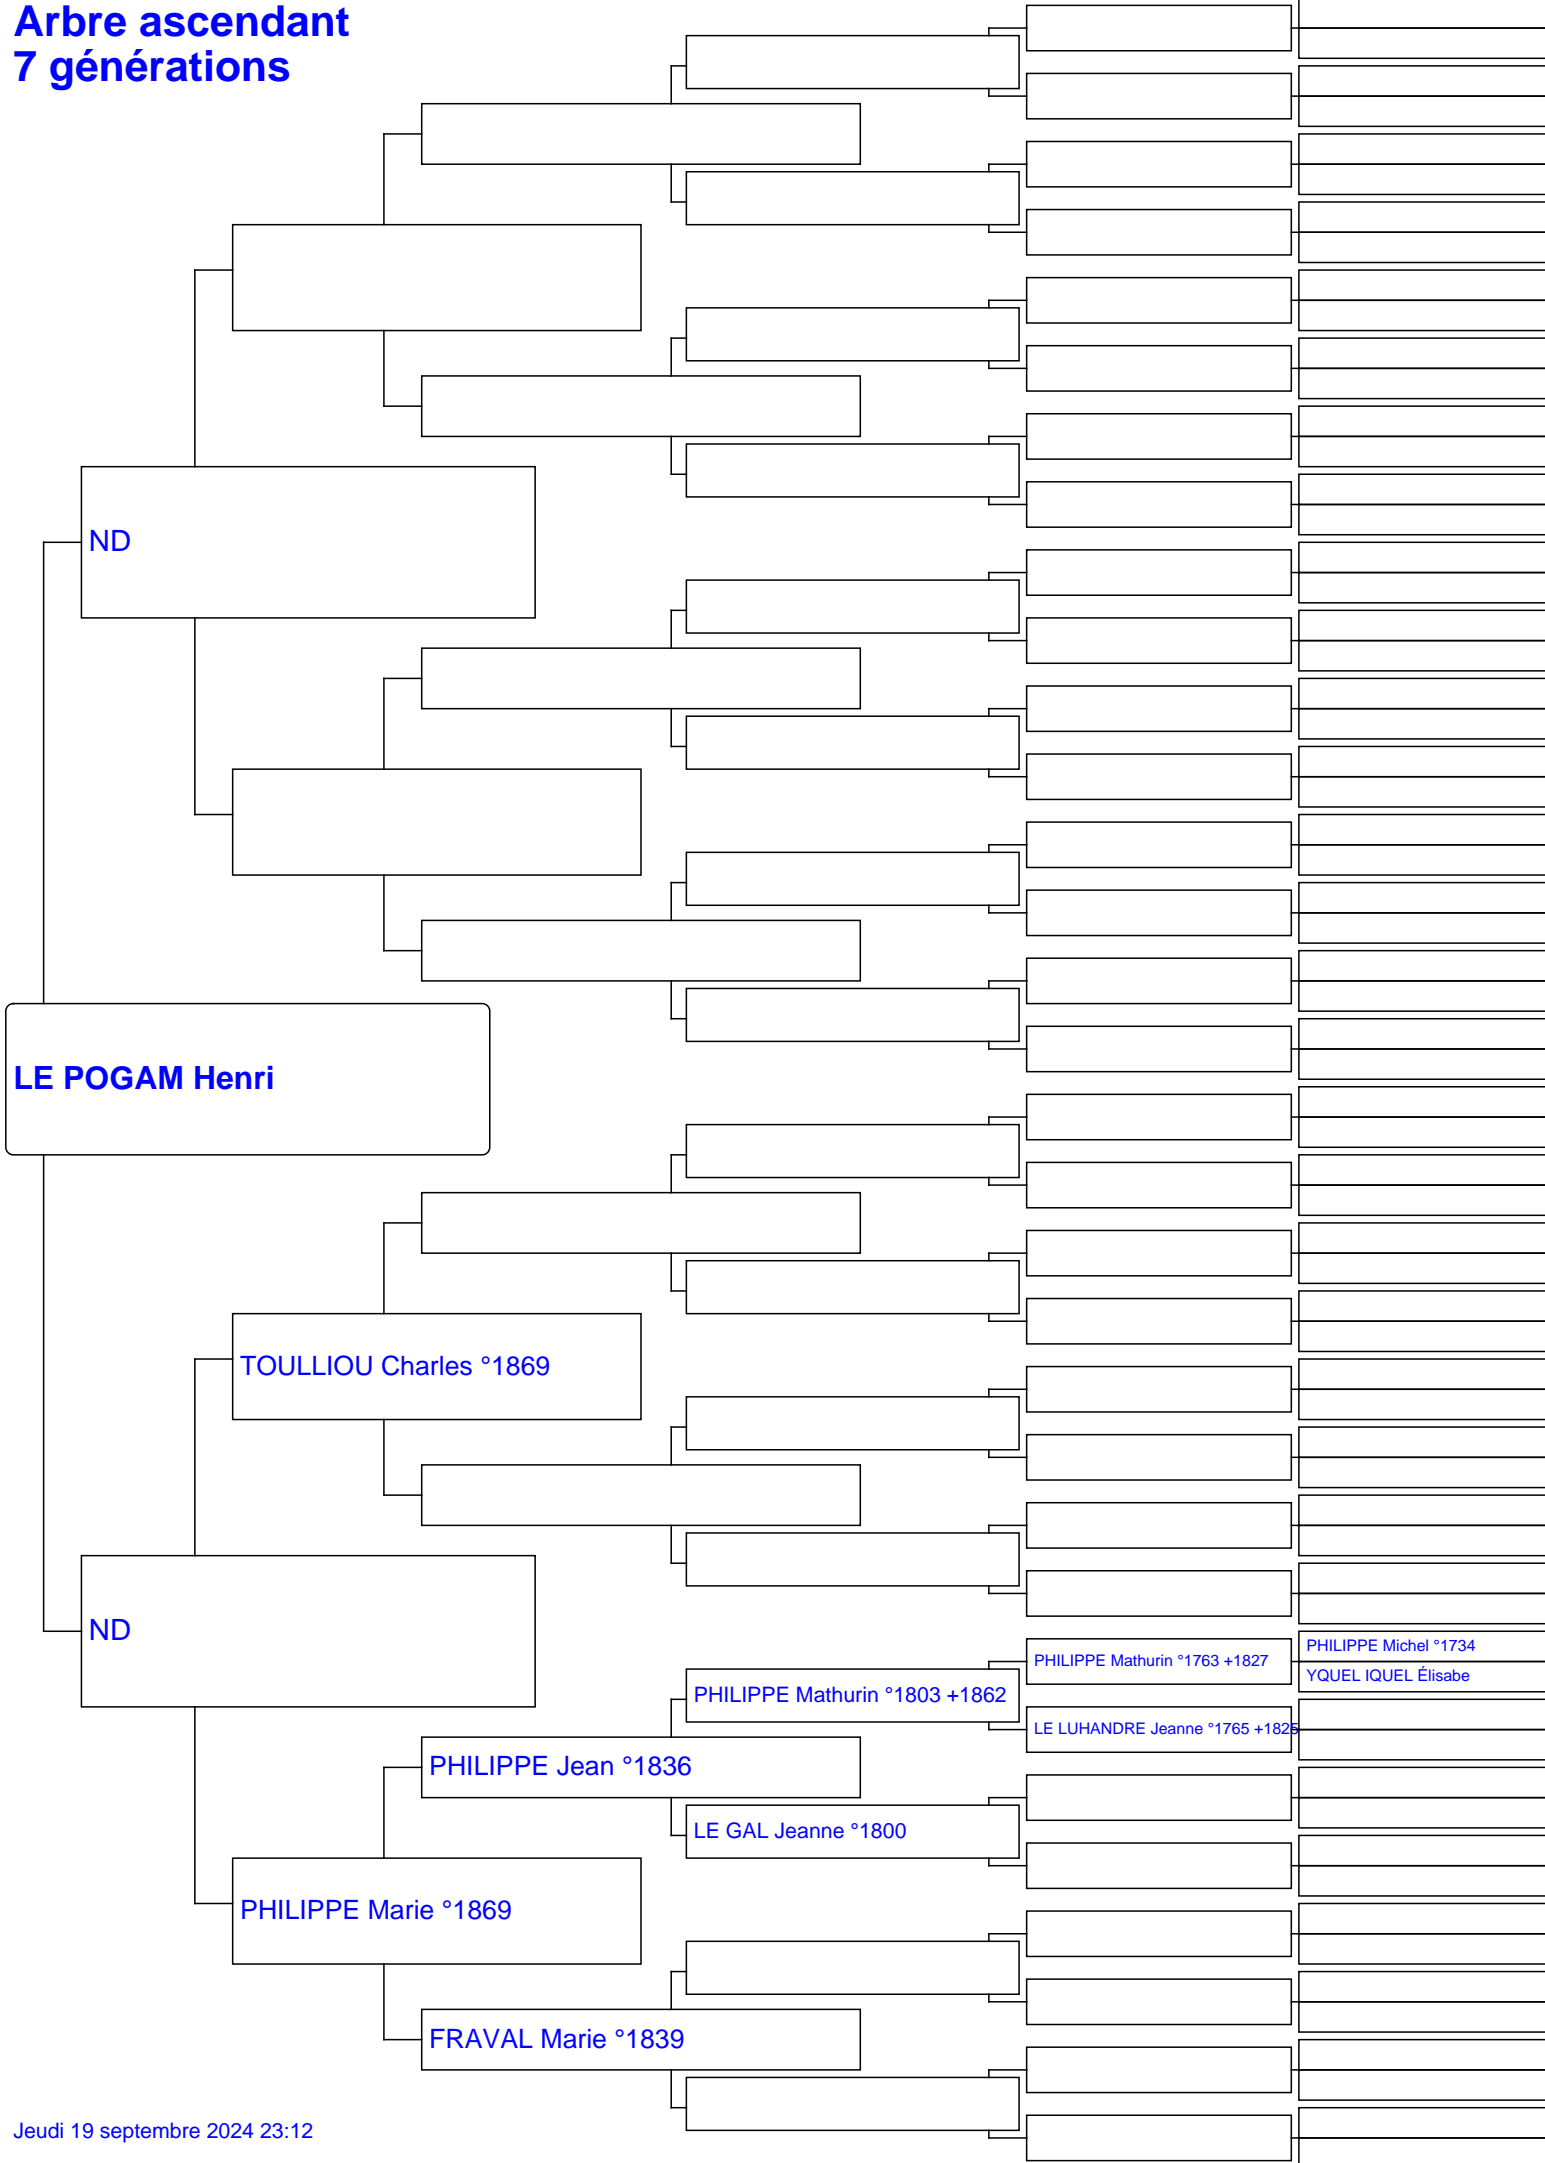 Arbre ascendant
7 générations
ND
LE POGAM Henri
TOULLIOU Charles °1869
ND
PHILIPPE Mathurin °1763 +1827
PHILIPPE Michel °1734
YQUEL IQUEL Élisabe
PHILIPPE Mathurin °1803 +1862
LE LUHANDRE Jeanne °1765 +1825
PHILIPPE Jean °1836
LE GAL Jeanne °1800
PHILIPPE Marie °1869
FRAVAL Marie °1839
Jeudi 19 septembre 2024 23:12